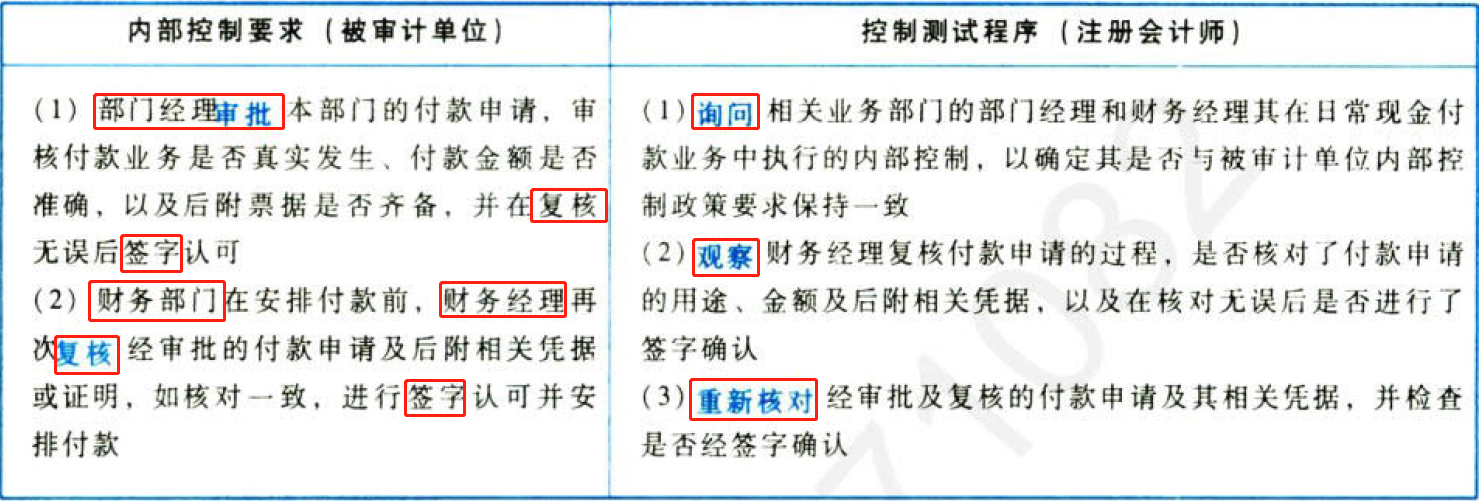 内部控制要求（被审计单位）
控制测试程序（注册会计师）
(1) 部门经理审批本部门的付款申请，审
核付款业务是否真实发生、付款金额是否
准确，以及后附票据是否齐备，并在复核
无误后签字认可
(2) 财务部门在安排付款前，财务经理再
次复核经审批的付款申请及后附相关凭据
或证明，如核对一致，进行签字认可并安
排付款
(1) 询问相关业务部门的部门经理和财务经理其在日常现金付
款业务中执行的内部控制，以确定其是否与被审计单位内部控
制政策要求保持一致
(2) 观察财务经理复核付款申请的过程，是否核对了付款申请
的用途、金额及后附相关凭据，以及在核对无误后是否进行了
签字确认
(3) 重新核对经审批及复核的付款申请及其相关凭据，并检查
是否经签字确认